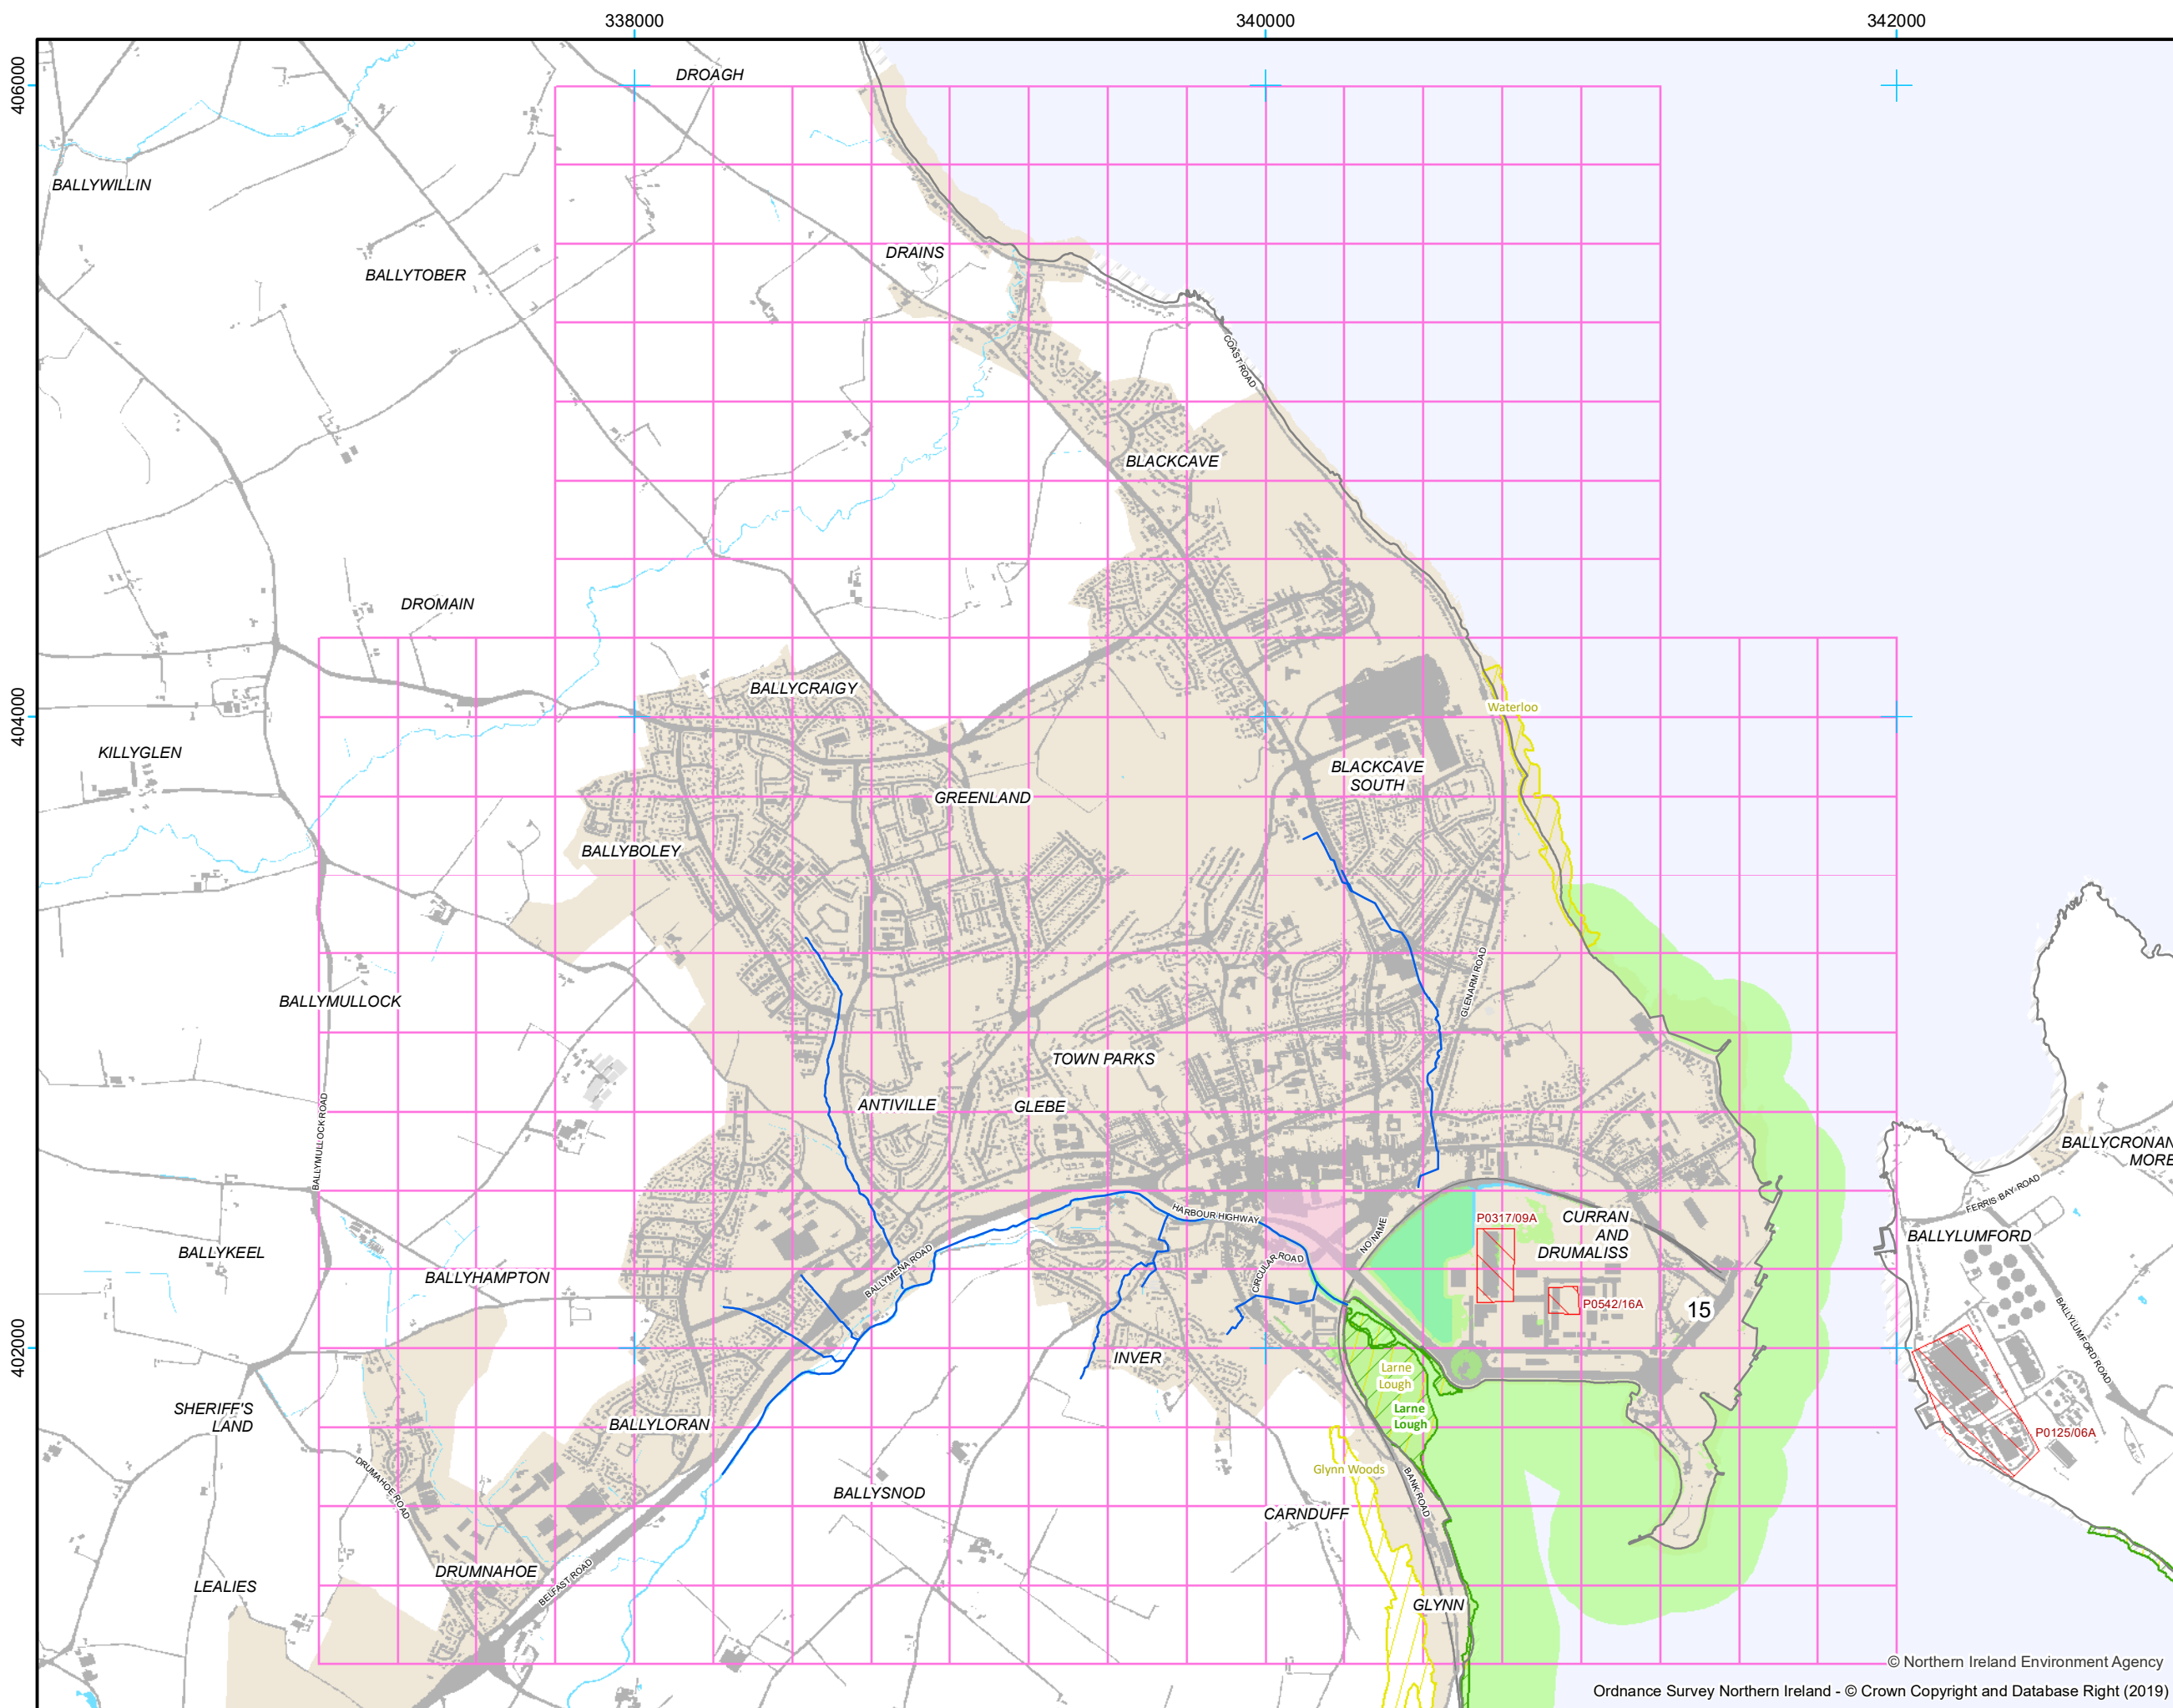 338000
340000
342000
406000
404000
402000
DROAGH
BALLYWILLIN
DRAINS
BALLYTOBER
COAST ROAD
BLACKCAVE
DROMAIN
BALLYCRAIGY
Waterloo
KILLYGLEN
BLACKCAVE
SOUTH
GREENLAND
BALLYBOLEY
GLENARM ROAD
BALLYMULLOCK
TOWN PARKS
BALLYMULLOCK ROAD
ANTIVILLE
GLEBE
BALLYCRONAN
MORE
FERRIS BAY ROAD
HARBOUR HIGHWAY
NO NAME
P0317/09A
CURRAN
AND
DRUMALISS
BALLYLUMFORD
BALLYKEEL
BALLYHAMPTON
BALLYMENA ROAD
CIRCULAR ROAD
P0542/16A
15
BALLYLUMFORD ROAD
INVER
Larne
Lough
Larne
Lough
SHERIFF'S
LAND
BALLYLORAN
P0125/06A
DRUMAHOE ROAD
Glynn Woods
BANK ROAD
BALLYSNOD
CARNDUFF
DRUMNAHOE
BELFAST ROAD
LEALIES
GLYNN
© Northern Ireland Environment Agency
Ordnance Survey Northern Ireland - © Crown Copyright and Database Right (2019)